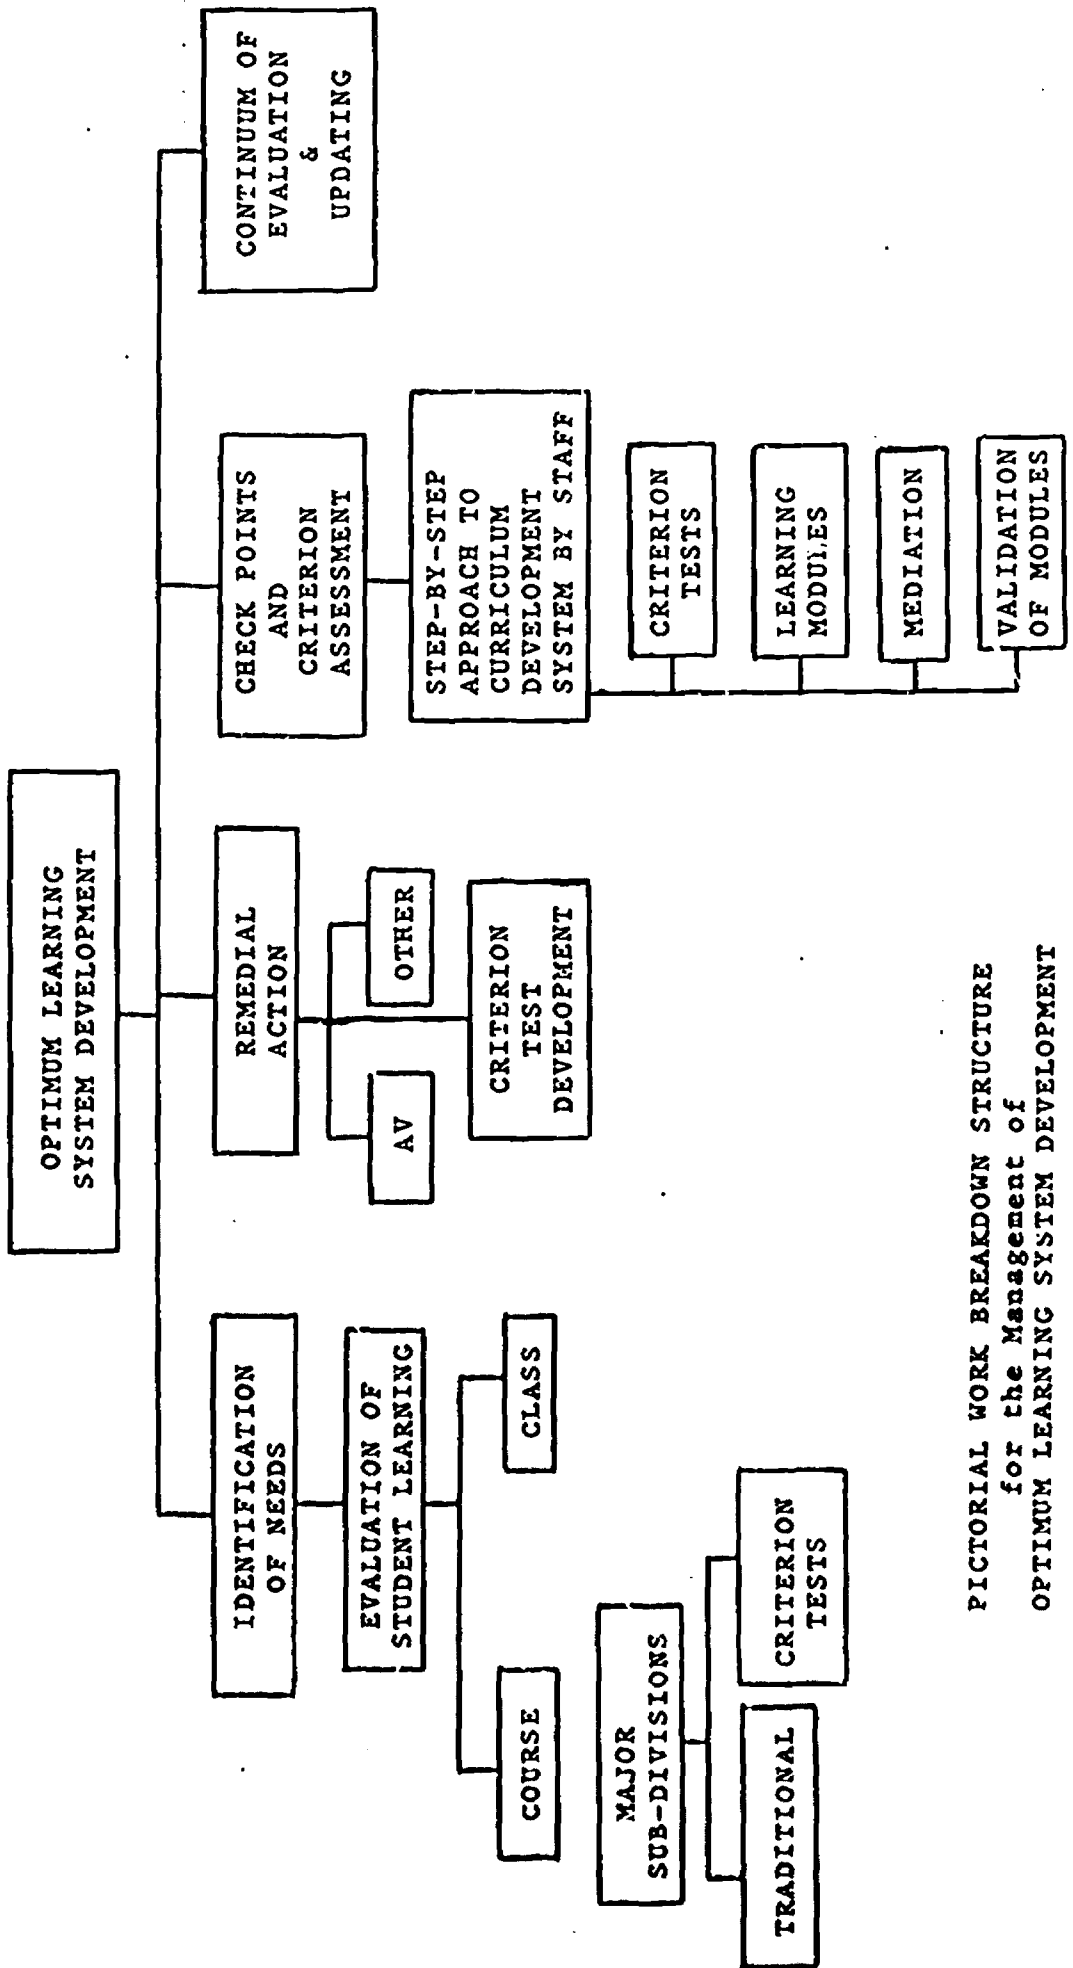 OPTIMUM LEARNING
SYSTEM DEVELOPMENT
IDENTIFICATION
OF NEEDS
EVALUATION OF
STUDENT LEARNING
COURSE
CLASS
MAJOR
SUB-DIVISIONS
TRADITIONAL
CRITERION
TESTS
REMEDIAL
ACTION
AV
OTHER
CRITERION
TEST
DEVELOPMENT
CHECK POINTS
AND
CRITERION
ASSESSMENT
STEP-BY-STEP
APPROACH TO
CURRICULUM
DEVELOPMENT
SYSTEM BY STAFF
CRITERION
TESTS
LEARNING
MODULES
MEDIATION
VALIDATION
OF MODULES
CONTINUUM OF
EVALUATION
&
UPDATING
PICTORIAL WORK BREAKDOWN STRUCTURE
for the Management of
OPTIMUM LEARNING SYSTEM DEVELOPMENT